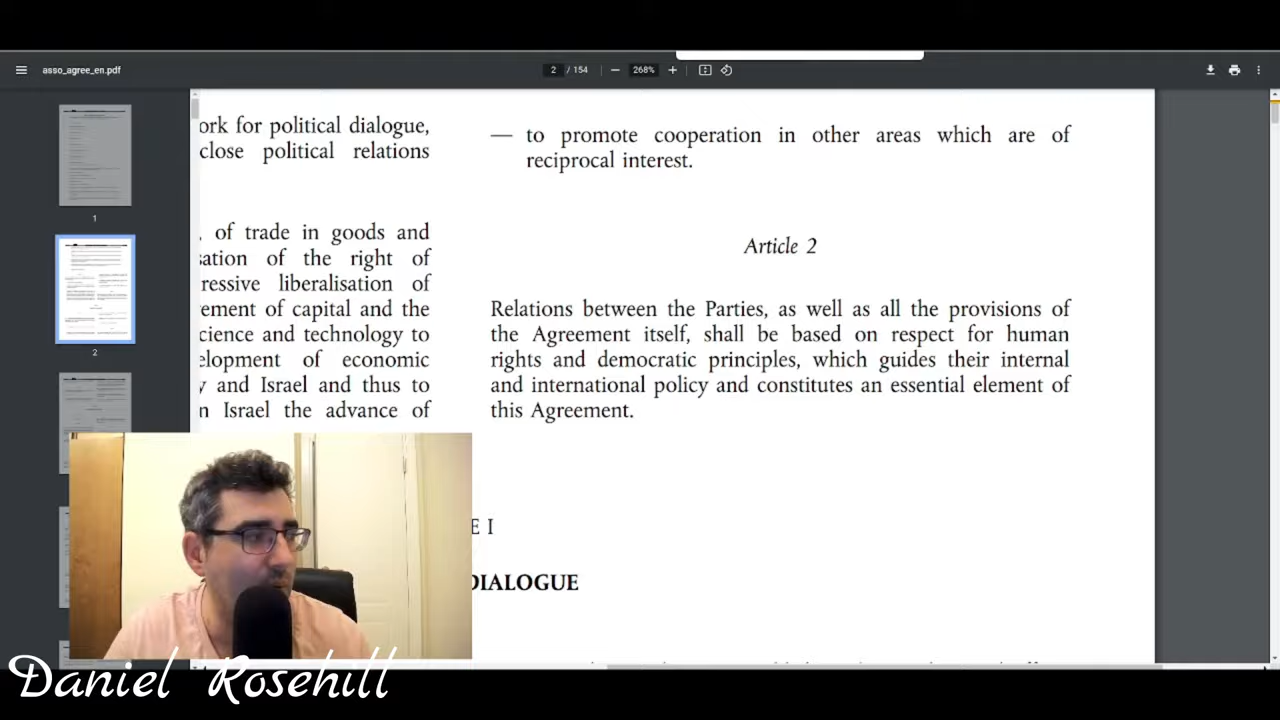 asso_agree_en.pdf
2 / 154
268%
ork for political dialogue,
close political relations
, of trade in goods and
sation of the right of
ressive liberalisation of
ement of capital and the
cience and technology to
elopment of economic
y and Israel and thus to
n Israel the advance of
— to promote cooperation in other areas which are of
reciprocal interest.
Article 2
Relations between the Parties, as well as all the provisions of
the Agreement itself, shall be based on respect for human
rights and democratic principles, which guides their internal
and international policy and constitutes an essential element of
this Agreement.
E I
DIALOGUE
1
2
Daniel Rosehill